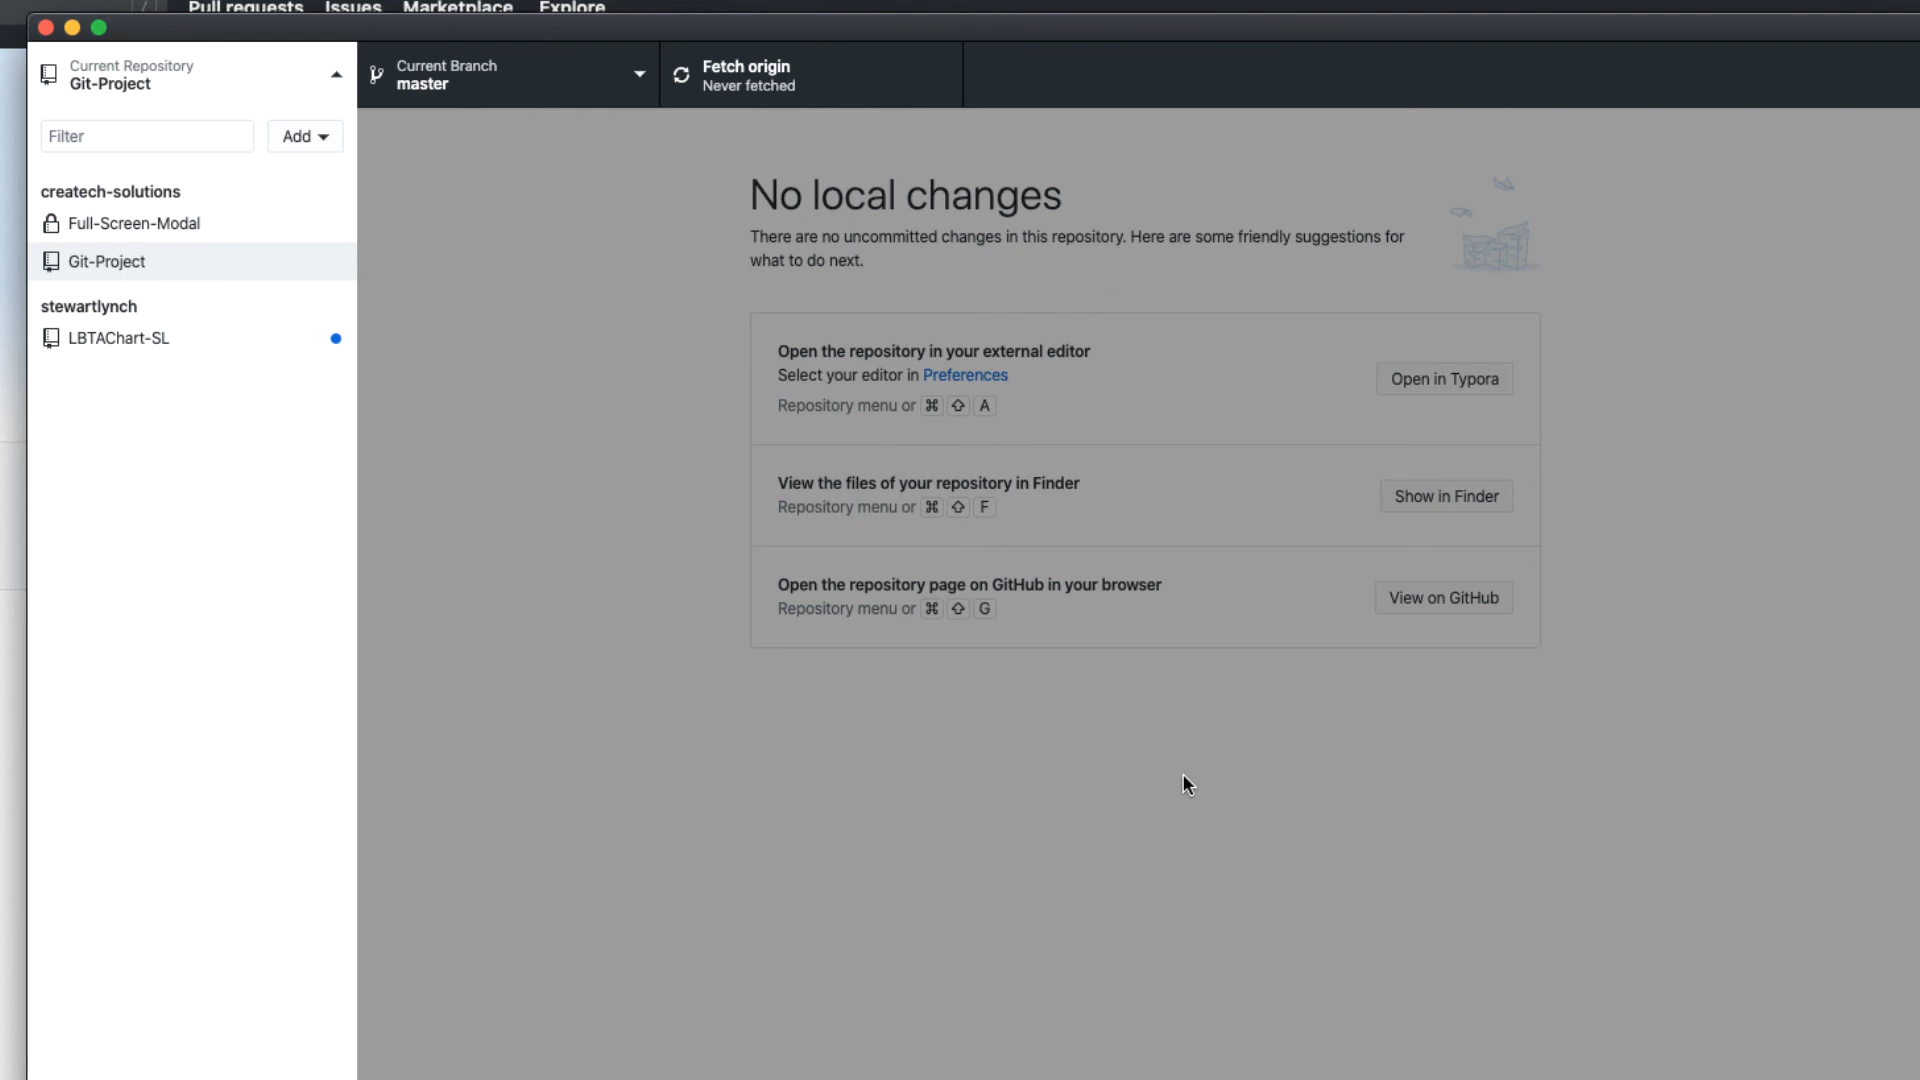 Pull requests Issues Marketplace Explore
Current Repository
Git-Project
Current Branch
master
Fetch origin
Never fetched
Filter
Add
createch-solutions
Full-Screen-Modal
Git-Project
stewartlynch
LBTAChart-SL
No local changes
There are no uncommitted changes in this repository. Here are some friendly suggestions for
what to do next.
Open the repository in your external editor
Select your editor in Preferences
Repository menu or ⌘ ⇧ A
Open in Typora
View the files of your repository in Finder
Repository menu or ⌘ ⇧ F
Show in Finder
Open the repository page on GitHub in your browser
Repository menu or ⌘ ⇧ G
View on GitHub